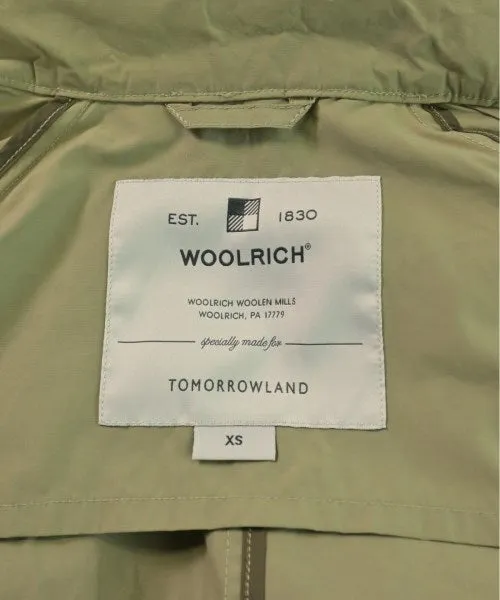 EST. 1830
WOOLRICH®
WOOLRICH WOOLEN MILLS
WOOLRICH, PA 17779
specially made for
TOMORROWLAND
XS